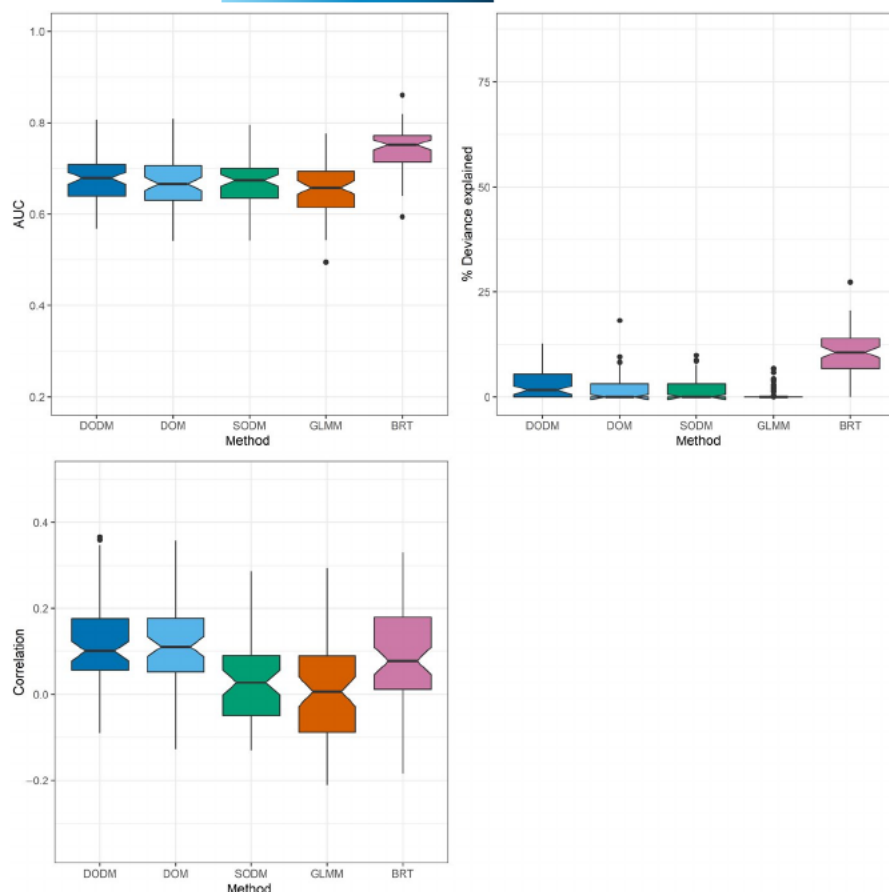 1.0
0.8
0.6
0.4
0.2
AUC
DODM DOM SODM GLMM BRT
Method
75
50
25
0
% Deviance explained
DODM DOM SODM GLMM BRT
Method
0.4
0.2
0.0
−0.2
Correlation
DODM DOM SODM GLMM BRT
Method